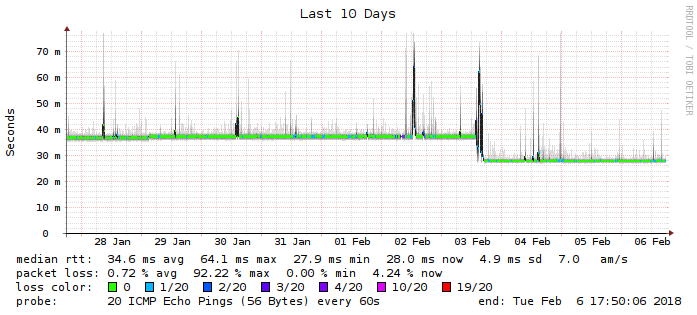 Last 10 Days
RRDTOOL / TOBI OETIKER
Seconds
70 m
60 m
50 m
40 m
30 m
20 m
10 m
0
28 Jan 29 Jan 30 Jan 31 Jan 01 Feb 02 Feb 03 Feb 04 Feb 05 Feb 06 Feb
median rtt: 34.6 ms avg 64.1 ms max 27.9 ms min 28.0 ms now 4.9 ms sd 7.0 am/s
packet loss: 0.72 % avg 92.22 % max 0.00 % min 4.24 % now
loss color: 0 1/20 2/20 3/20 4/20 10/20 19/20
probe: 20 ICMP Echo Pings (56 Bytes) every 60s end: Tue Feb 6 17:50:06 2018